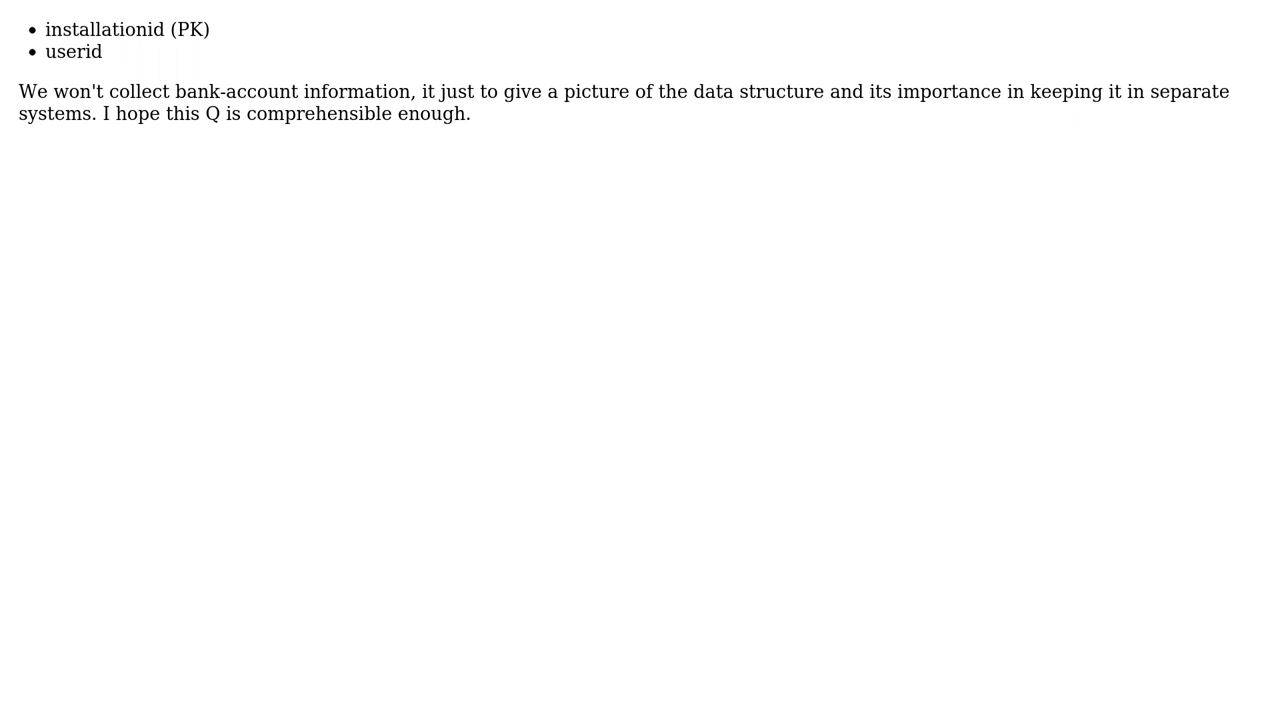 installationid (PK)
userid
We won't collect bank-account information, it just to give a picture of the data structure and its importance in keeping it in separate
systems. I hope this Q is comprehensible enough.